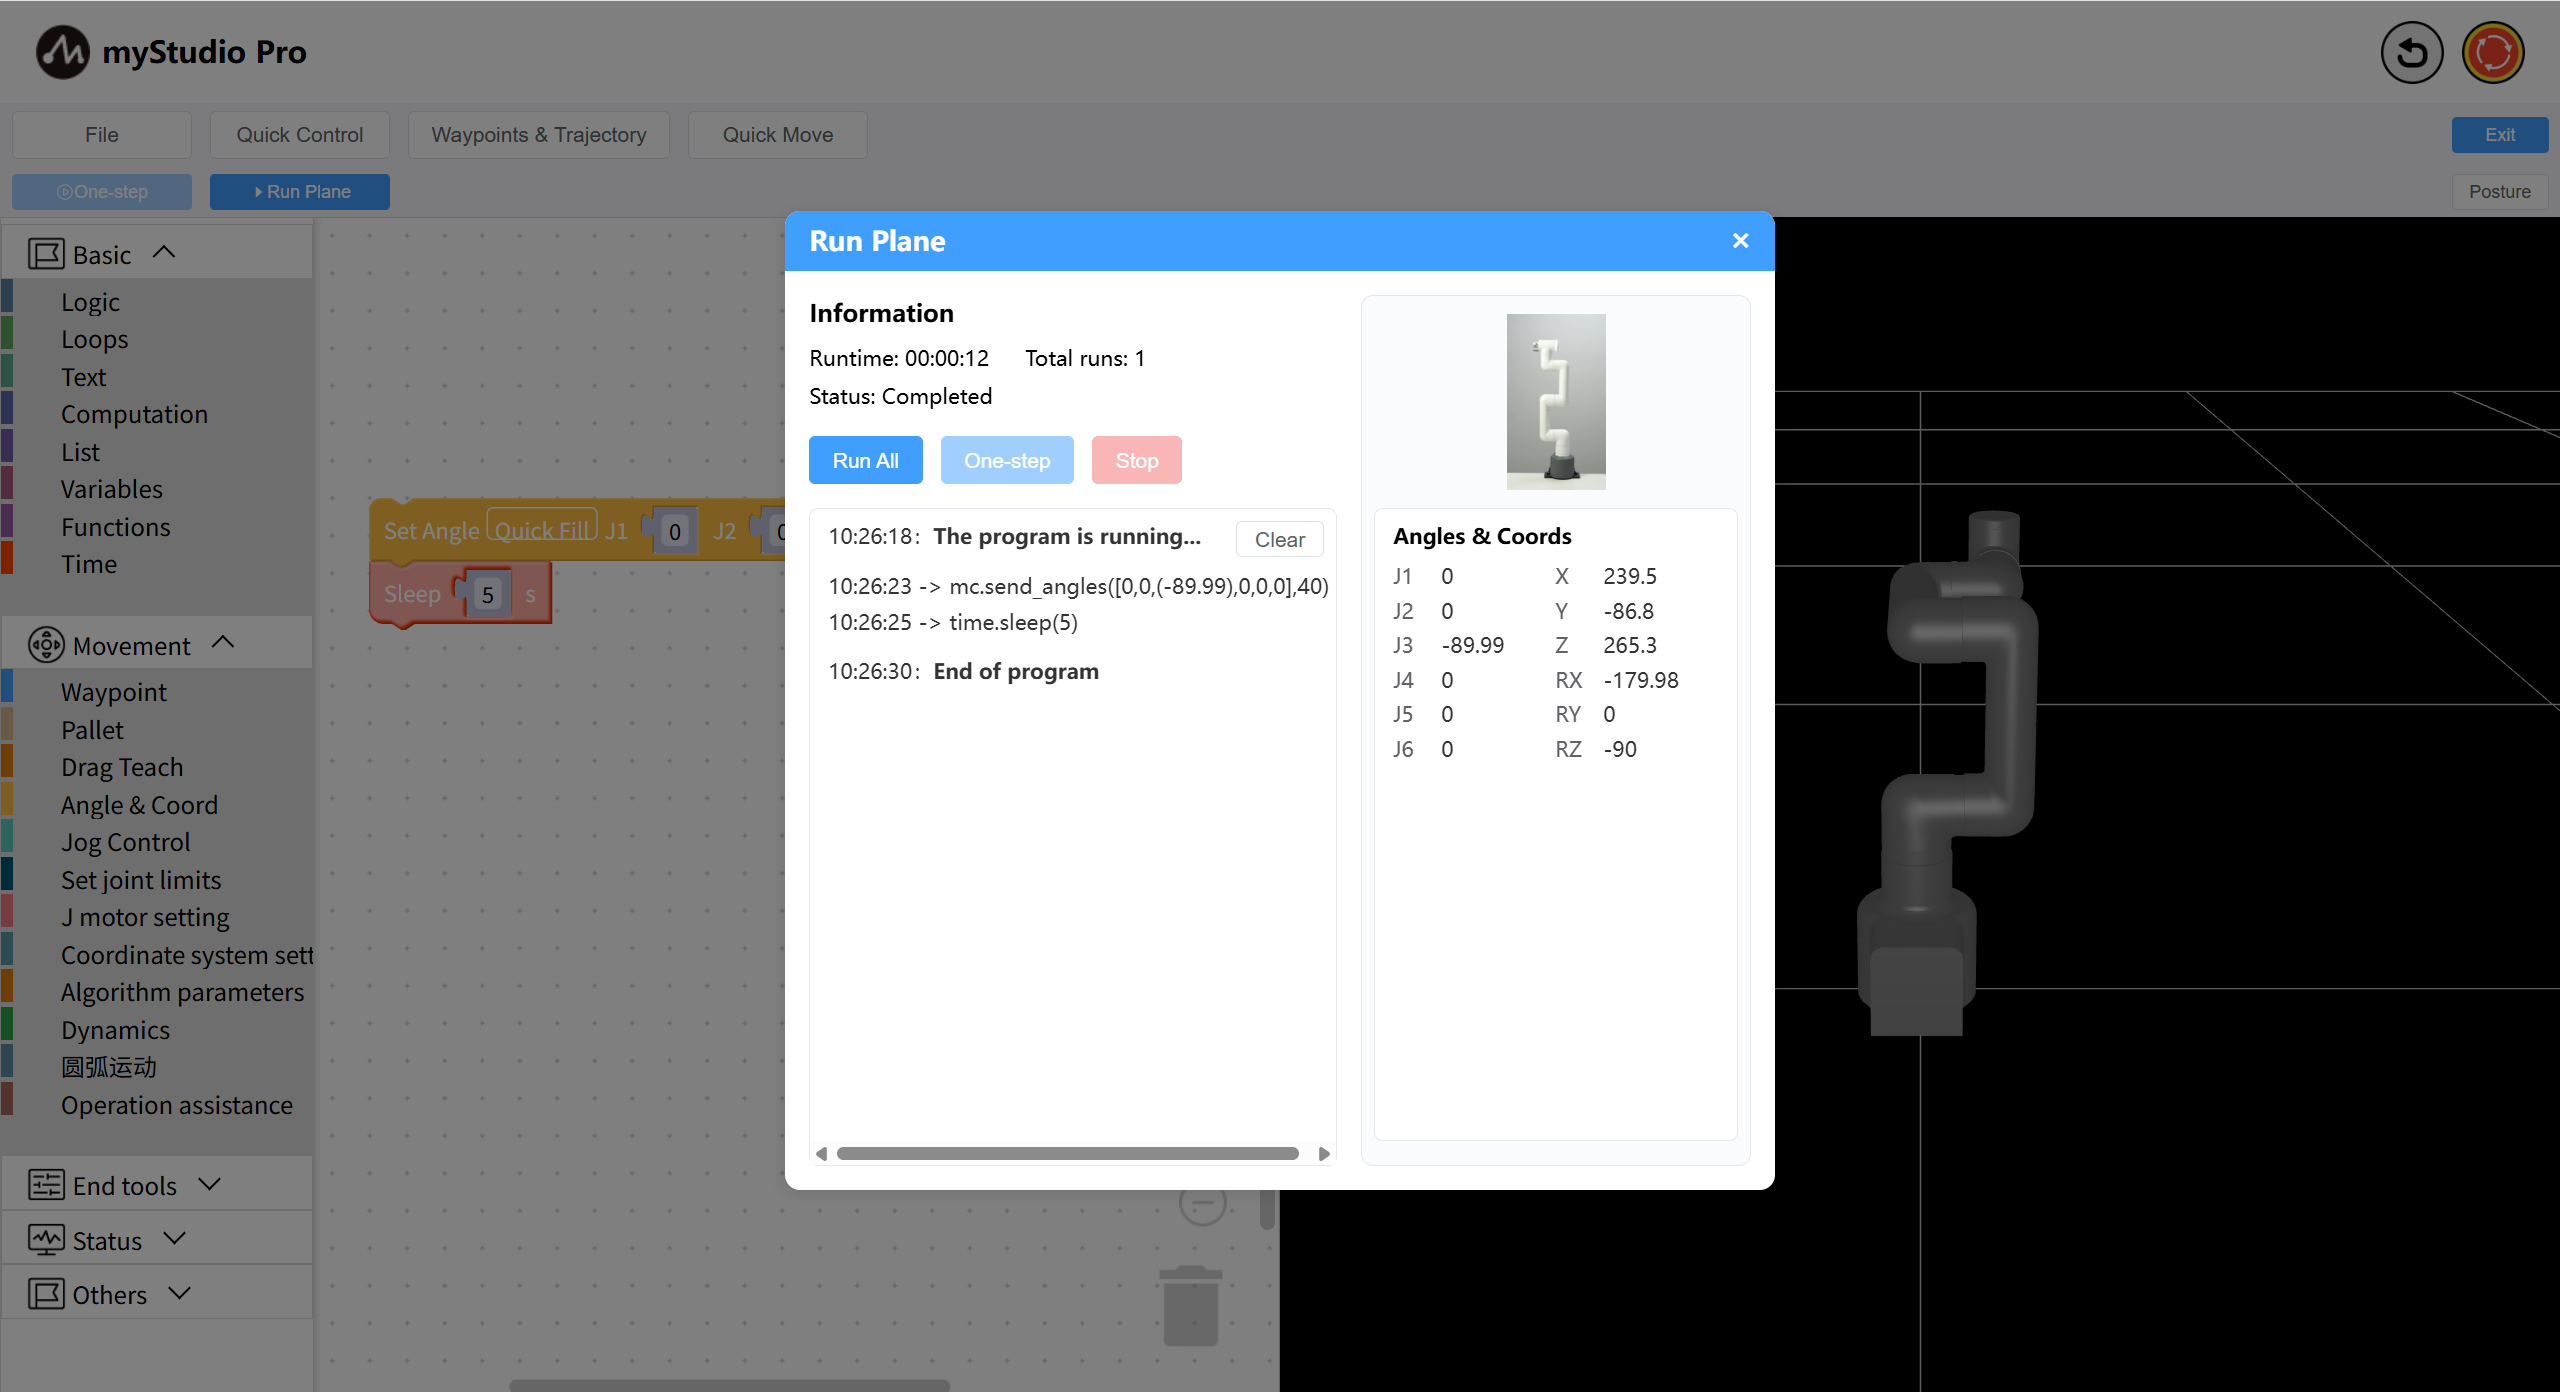 myStudio Pro
File
Quick Control
Waypoints & Trajectory
Quick Move
Exit
One-step
Run Plane
Posture
Basic
Logic
Loops
Text
Computation
List
Variables
Functions
Time
Movement
Waypoint
Pallet
Drag Teach
Angle & Coord
Jog Control
Set joint limits
J motor setting
Coordinate system sett
Algorithm parameters
Dynamics
圆弧运动
Operation assistance
End tools
Status
Others
Set Angle Quick Fill J1 0 J2 0
Sleep 5 s
Run Plane
Information
Runtime: 00:00:12 Total runs: 1
Status: Completed
Run All One-step Stop
10:26:18: The program is running...
Clear
10:26:23 -> mc.send_angles([0,0,(-89.99),0,0,0],40)
10:26:25 -> time.sleep(5)
10:26:30: End of program
Angles & Coords
J1 0 X 239.5
J2 0 Y -86.8
J3 -89.99 Z 265.3
J4 0 RX -179.98
J5 0 RY 0
J6 0 RZ -90